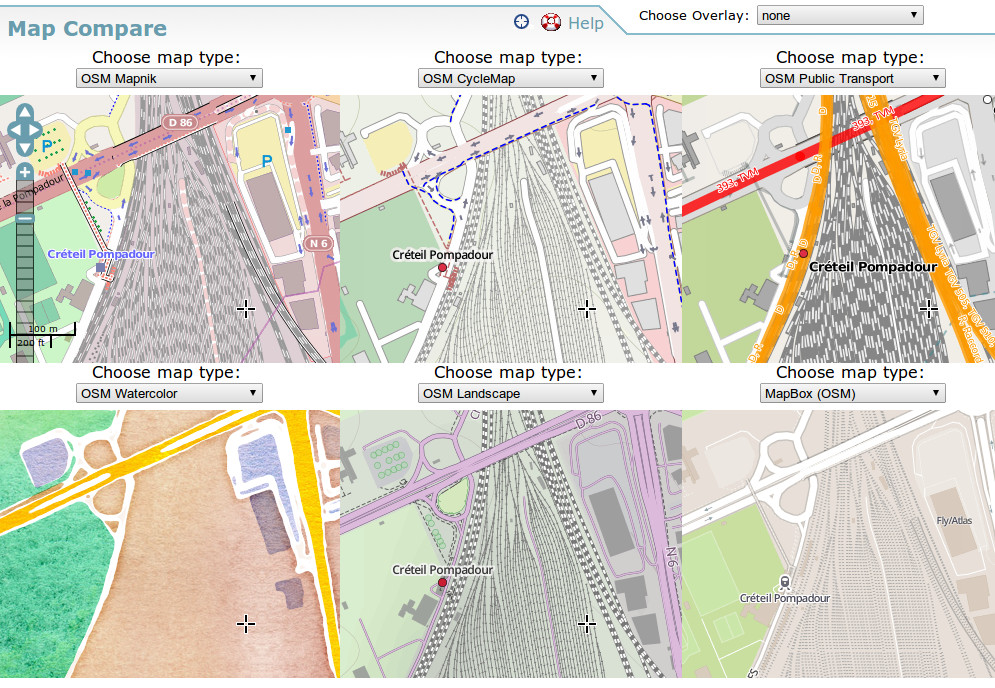 Map Compare
Help
Choose Overlay: none
Choose map type:
OSM Mapnik
Choose map type:
OSM CycleMap
Choose map type:
OSM Public Transport
P
D 86
P
la Pompadour
N 6
Créteil Pompadour
100 m
200 ft
Créteil Pompadour
393, TVM
393, TVM
Créteil Pompadour
Choose map type:
OSM Watercolor
Choose map type:
OSM Landscape
Choose map type:
MapBox (OSM)
D 86
N 6
Créteil Pompadour
Fly/Atlas
Créteil Pompadour